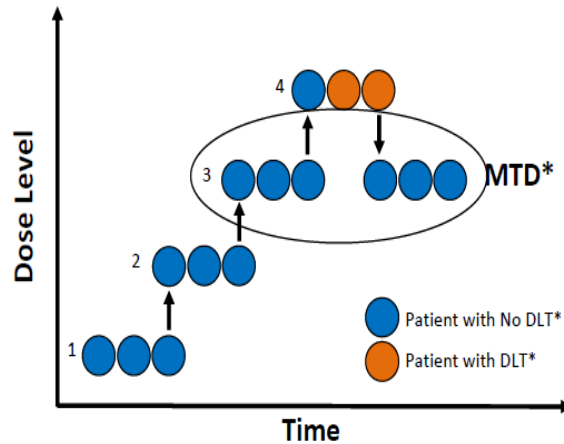 Dose Level
4
3
MTD*
2
1
Patient with No DLT*
Patient with DLT*
Time